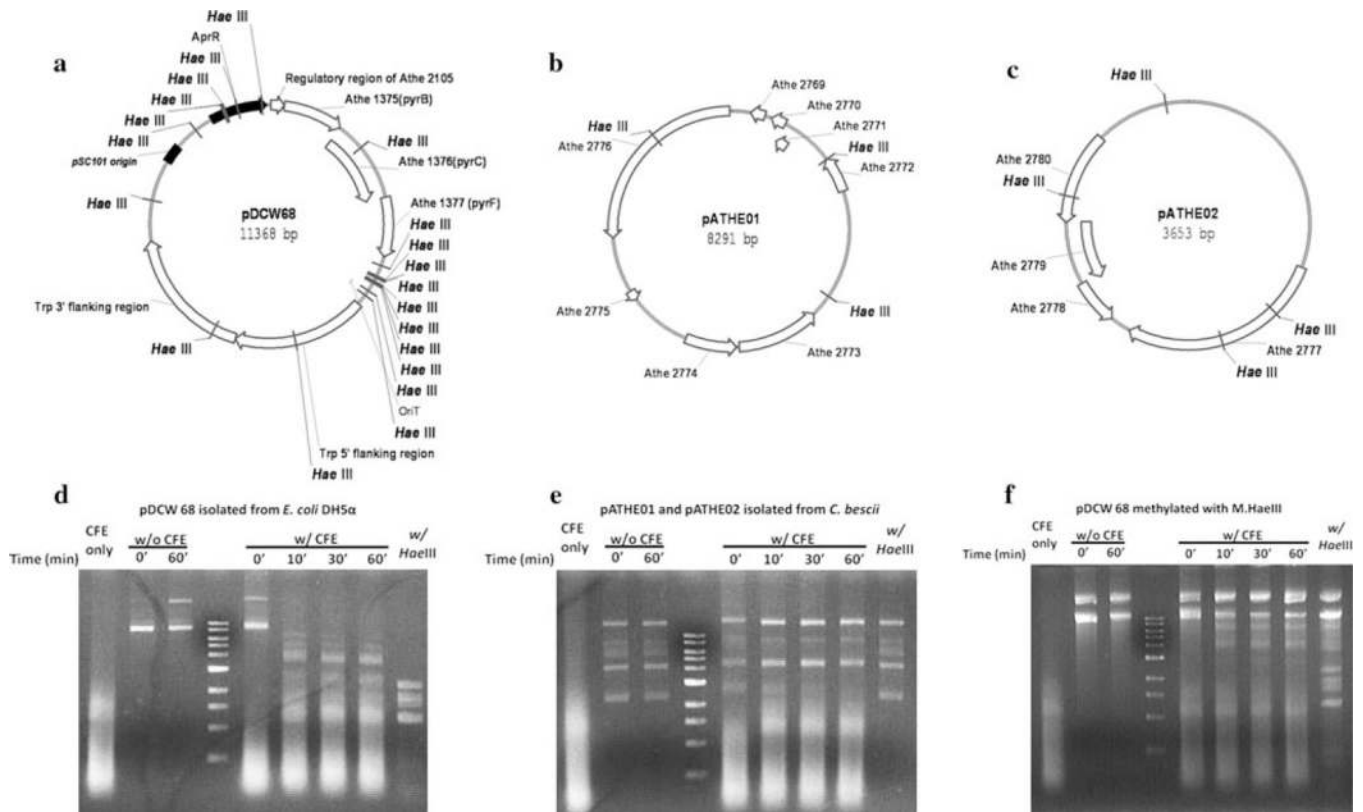 a
Hae III
AprR
Hae III
Hae III
Hae III
Hae III
Hae III
pSC101 origin
Hae III
Regulatory region of Athe 2105
Athe 1375(pyrB)
Hae III
Athe 1376(pyrC)
Athe 1377 (pyrF)
Hae III
Hae III
Hae III
Hae III
Hae III
Hae III
Hae III
Hae III
OriT
Hae III
Trp 5' flanking region
Hae III
Trp 3' flanking region
Hae III
pDCW68
11368 bp
b
Athe 2769
Athe 2770
Athe 2771
Hae III
Athe 2772
Hae III
Athe 2776
pATHE01
8291 bp
Hae III
Athe 2775
Athe 2773
Athe 2774
c
Hae III
Athe 2780
Hae III
pATHE02
3653 bp
Athe 2779
Athe 2778
Hae III
Athe 2777
Hae III
d
pDCW 68 isolated from E. coli DH5α
CFE only
w/o CFE
w/ CFE
w/ HaeIII
Time (min) 0' 60' 0' 10' 30' 60'
e
pATHE01 and pATHE02 isolated from C. bescii
CFE only
w/o CFE
w/ CFE
w/ HaeIII
Time (min) 0' 60' 0' 10' 30' 60'
f
pDCW 68 methylated with M.HaeIII
CFE only
w/o CFE
w/ CFE
w/ HaeIII
Time (min) 0' 60' 0' 10' 30' 60'